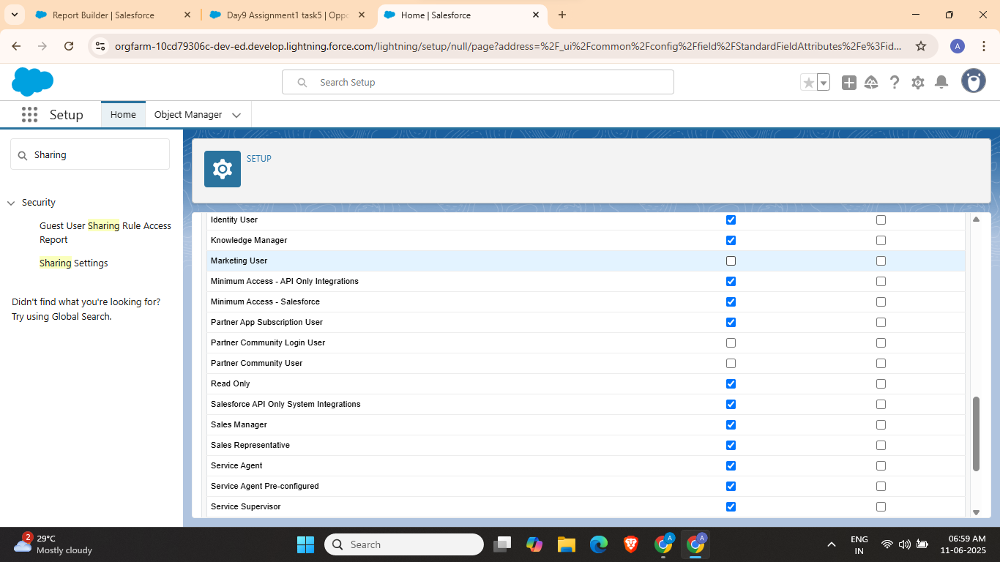 Report Builder | Salesforce
Day9 Assignment1 task5 | Oppo
Home | Salesforce
orgfarm-10cd79306c-dev-ed.develop.lightning.force.com/lightning/setup/null/page?address=%2F_ui%2Fcommon%2Fconfig%2Ffield%2FStandardFieldAttributes%2Fe%3Fid...
A
Search Setup
Setup
Home
Object Manager
Sharing
Security
Guest User Sharing Rule Access
Report
Sharing Settings
Didn't find what you're looking for?
Try using Global Search.
SETUP
Identity User
Knowledge Manager
Marketing User
Minimum Access - API Only Integrations
Minimum Access - Salesforce
Partner App Subscription User
Partner Community Login User
Partner Community User
Read Only
Salesforce API Only System Integrations
Sales Manager
Sales Representative
Service Agent
Service Agent Pre-configured
Service Supervisor
2
29°C
Mostly cloudy
Search
A
A
ENG
IN
06:59 AM
11-06-2025